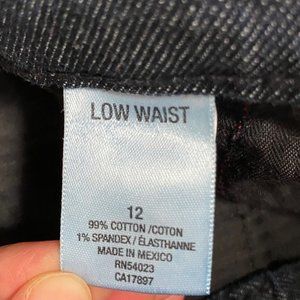 LOW WAIST
12
99% COTTON /COTON
1% SPANDEX / ÉLASTHANNE
MADE IN MEXICO
RN54023
CA17897